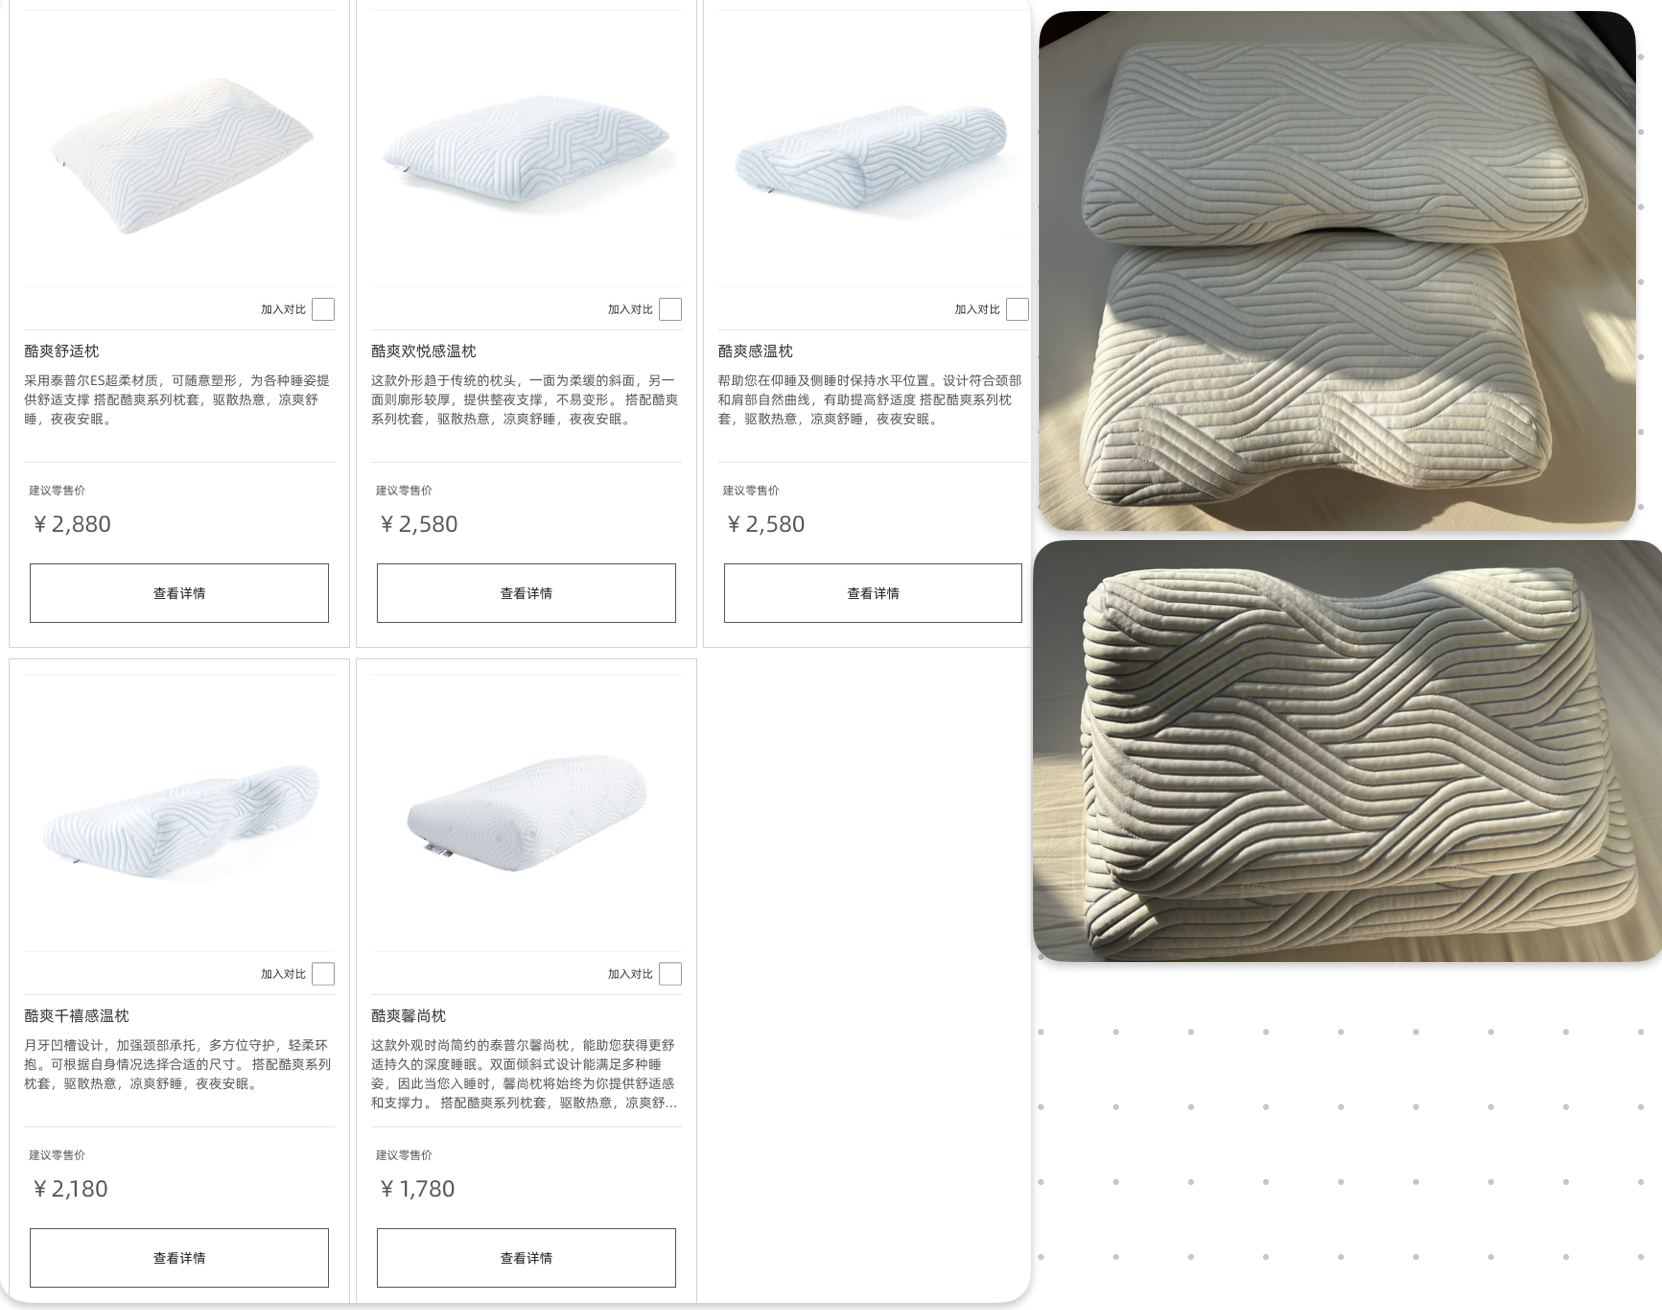 加入对比
加入对比
加入对比
酷爽舒适枕
采用泰普尔ES超柔材质，可随意塑形，为各种睡姿提
供舒适支撑 搭配酷爽系列枕套，驱散热意，凉爽舒
睡，夜夜安眠。
建议零售价
¥ 2,880
查看详情
酷爽欢悦感温枕
这款外形趋于传统的枕头，一面为柔缓的斜面，另一
面则廓形较厚，提供整夜支撑，不易变形。 搭配酷爽
系列枕套，驱散热意，凉爽舒睡，夜夜安眠。
建议零售价
¥ 2,580
查看详情
酷爽感温枕
帮助您在仰睡及侧睡时保持水平位置。设计符合颈部
和肩部自然曲线，有助提高舒适度 搭配酷爽系列枕
套，驱散热意，凉爽舒睡，夜夜安眠。
建议零售价
¥ 2,580
查看详情
加入对比
加入对比
酷爽千禧感温枕
月牙凹槽设计，加强颈部承托，多方位守护，轻柔环
抱。可根据自身情况选择合适的尺寸。 搭配酷爽系列
枕套，驱散热意，凉爽舒睡，夜夜安眠。
建议零售价
¥ 2,180
查看详情
酷爽馨尚枕
这款外观时尚简约的泰普尔馨尚枕，能助您获得更舒
适持久的深度睡眠。双面倾斜式设计能满足多种睡
姿，因此当您入睡时，馨尚枕将始终为你提供舒适感
和支撑力。 搭配酷爽系列枕套，驱散热意，凉爽舒...
建议零售价
¥ 1,780
查看详情